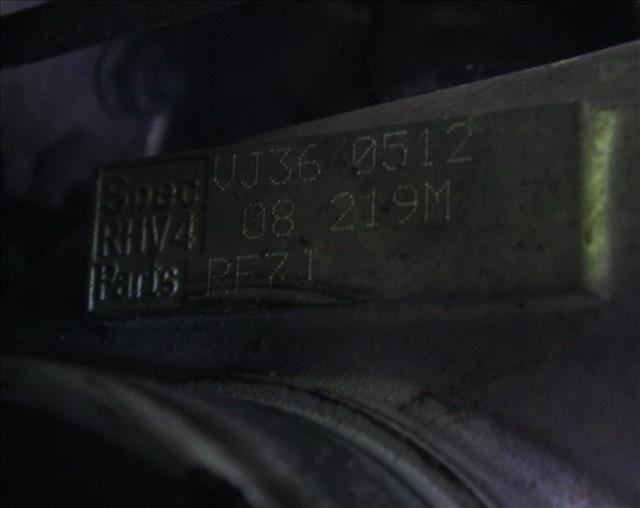 Spec VJ36 0512
RHV4 08 219M
Parts RF7J